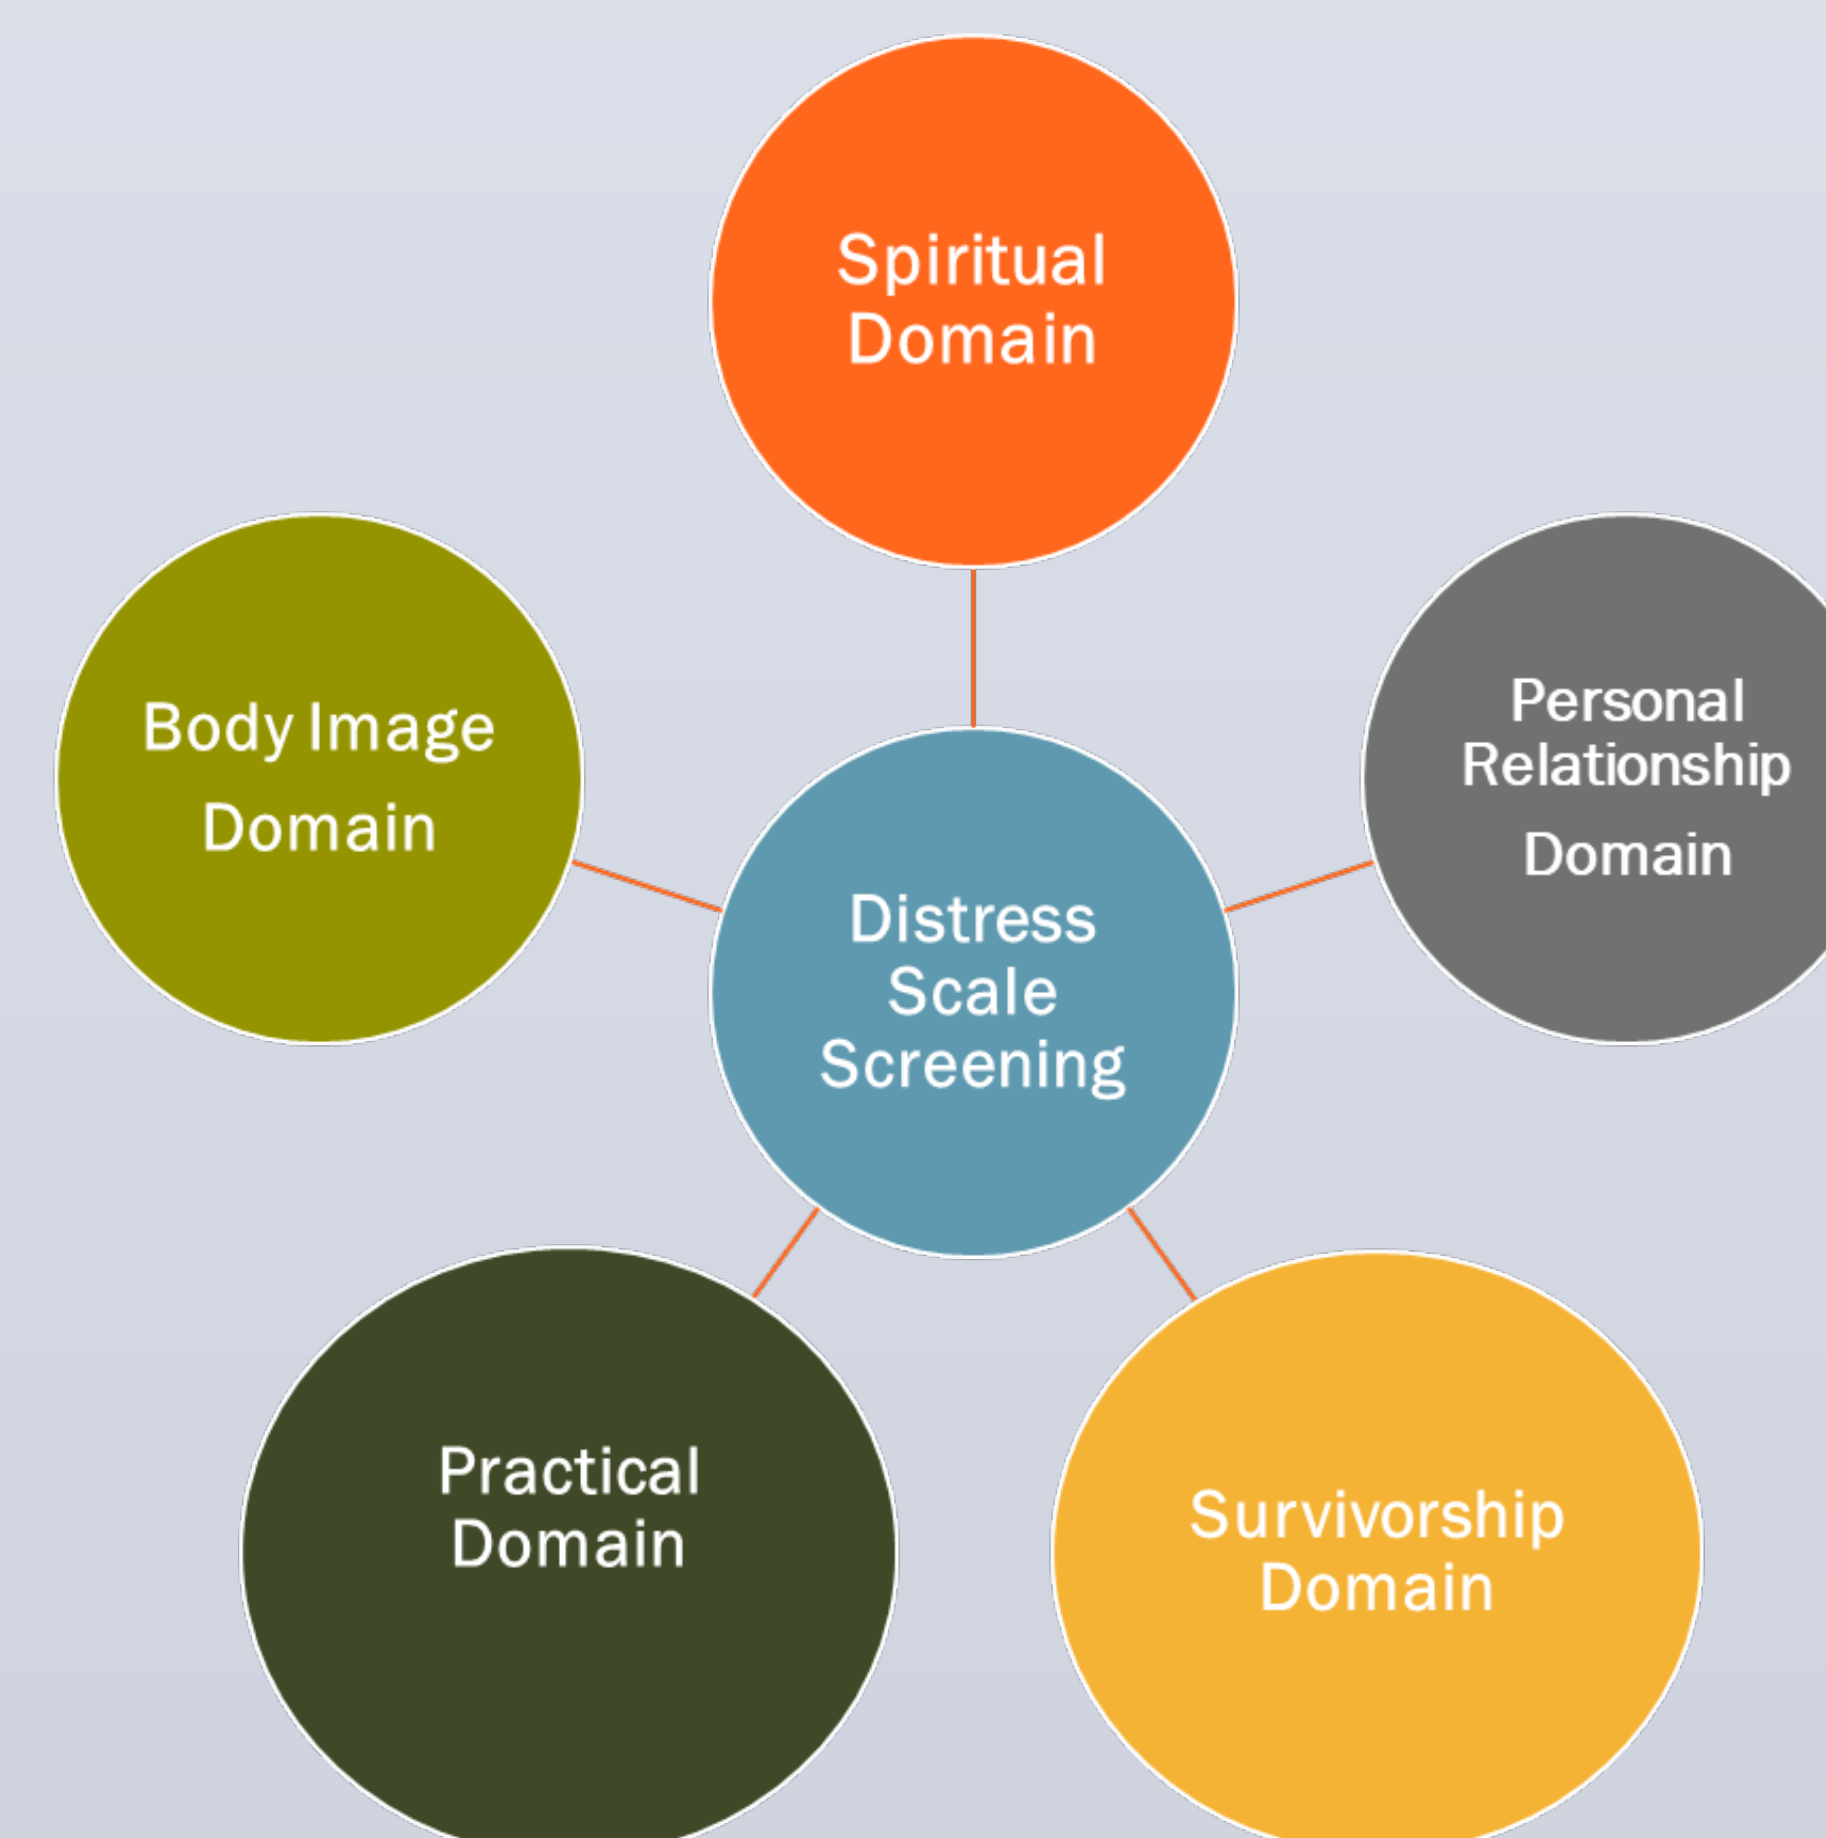 Spiritual
Domain
Body Image
Domain
Personal
Relationship
Domain
Distress
Scale
Screening
Practical
Domain
Survivorship
Domain